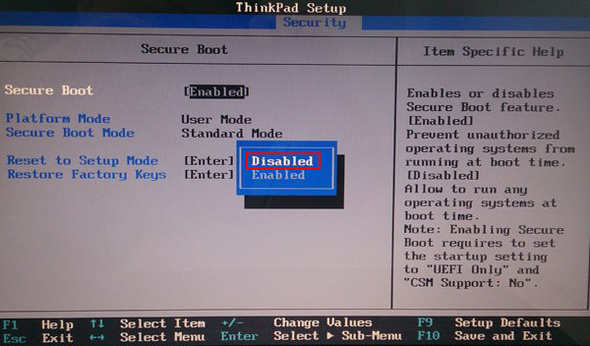 ThinkPad Setup
Security
Secure Boot
Item Specific Help
Secure Boot [Enabled]
Platform Mode User Mode
Secure Boot Mode Standard Mode
Reset to Setup Mode [Enter]
Restore Factory Keys [Enter]
Disabled
Enabled
Enables or disables
Secure Boot feature.
[Enabled]
Prevent unauthorized
operating systems from
running at boot time.
[Disabled]
Allow to run any
operating systems at
boot time.
Note: Enabling Secure
Boot requires to set
the startup setting
to "UEFI Only" and
"CSM Support: No".
F1 Help ↑↓ Select Item +/- Change Values F9 Setup Defaults
Esc Exit ↔ Select Menu Enter Select ▶ Sub-Menu F10 Save and Exit